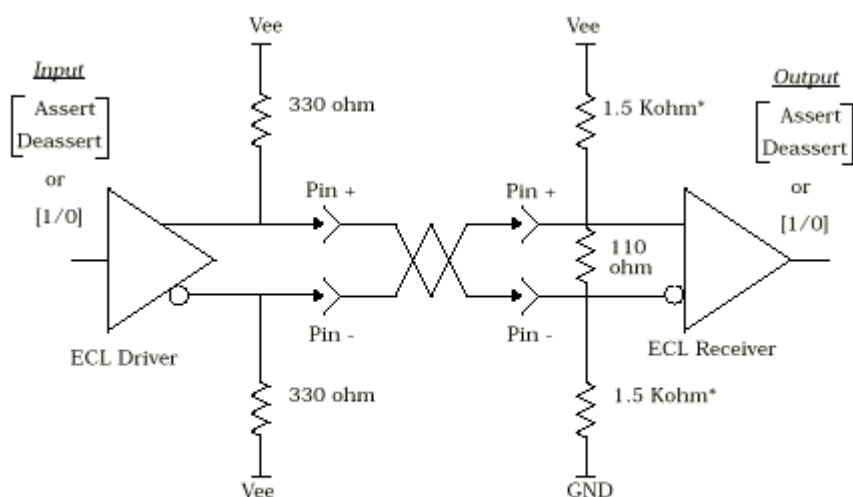 Vee
Vee
Input
Output
330 ohm
1.5 Kohm*
Assert
Deassert
or
[1/0]
Assert
Deassert
or
[1/0]
Pin +
Pin +
110
ohm
Pin -
Pin -
ECL Driver
ECL Receiver
330 ohm
1.5 Kohm*
Vee
GND